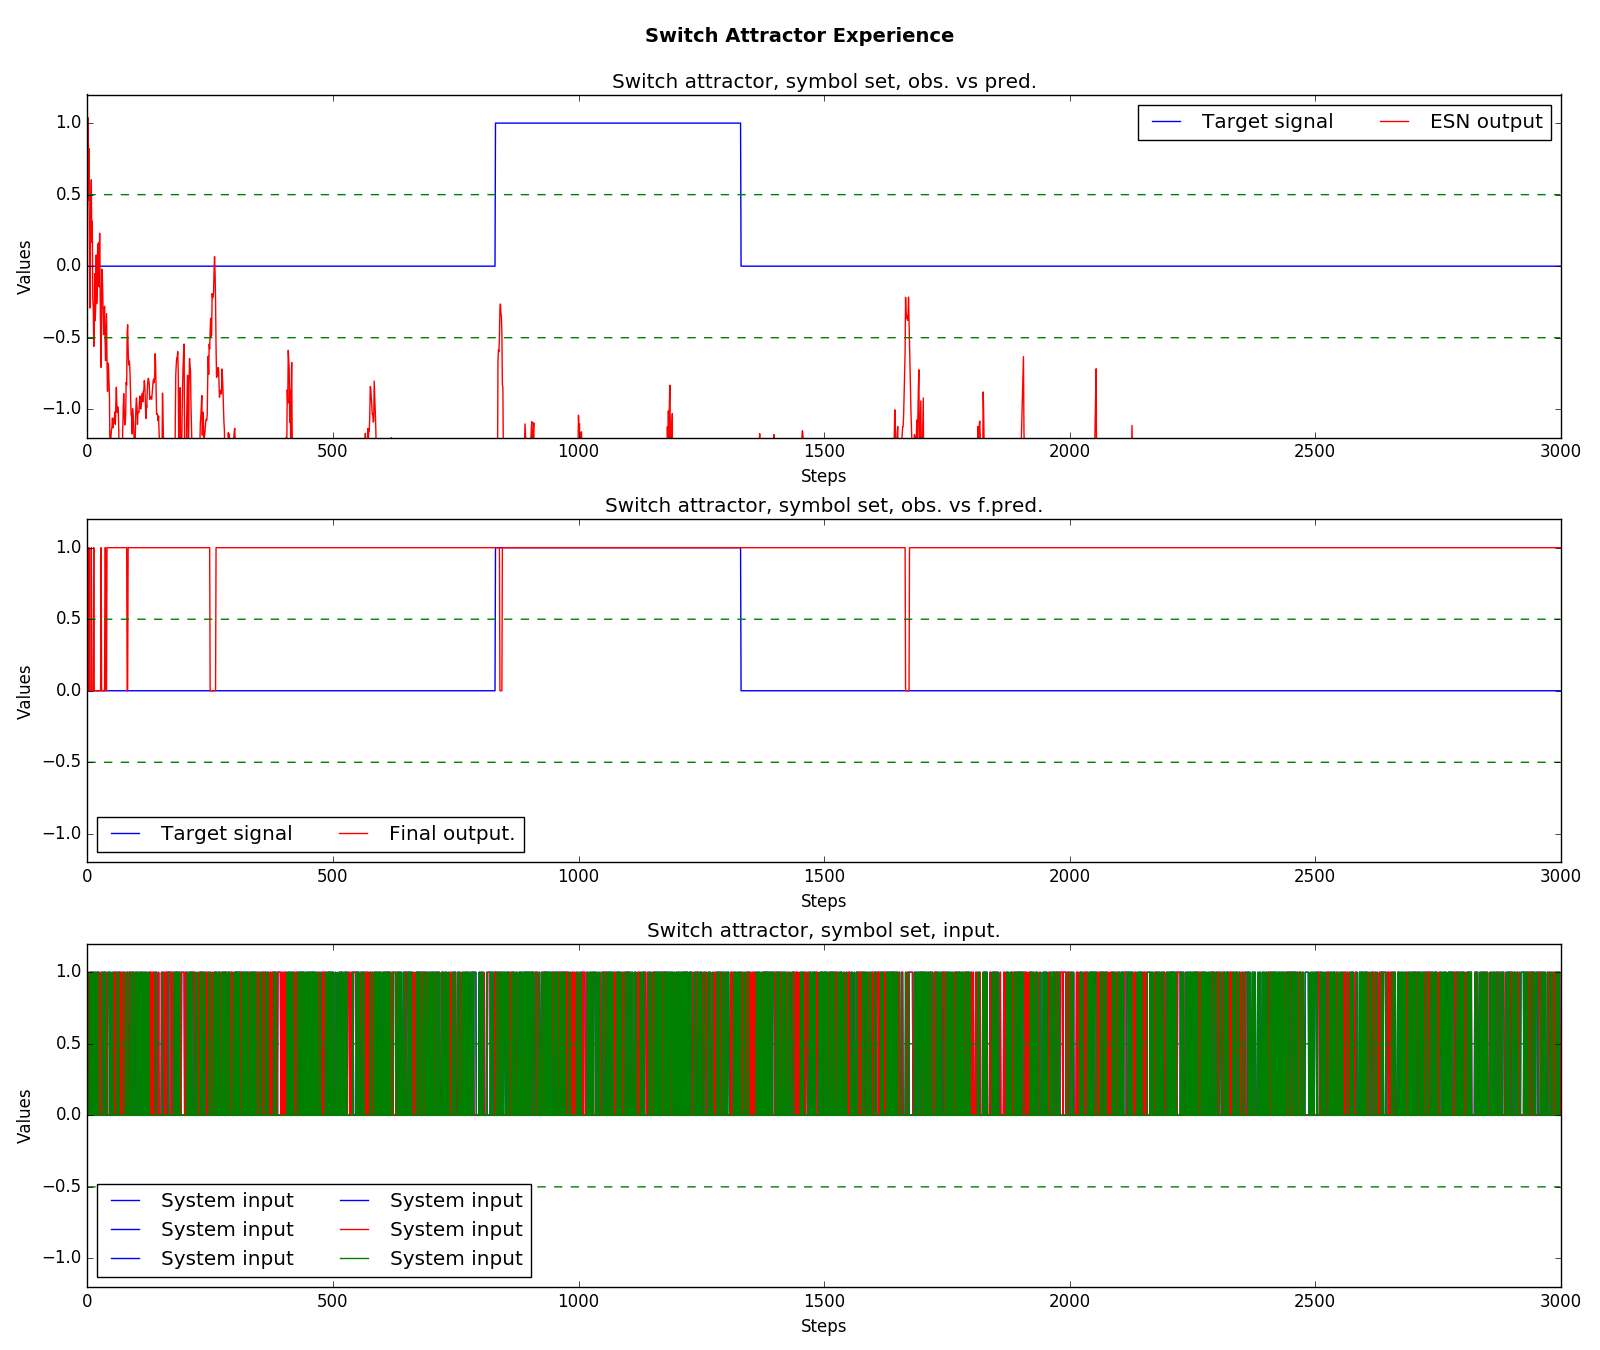 Switch Attractor Experience
Switch attractor, symbol set, obs. vs pred.
Target signal ESN output
1.0
0.5
0.0
−0.5
−1.0
Values
0 500 1000 1500 2000 2500 3000
Steps
Switch attractor, symbol set, obs. vs f.pred.
1.0
0.5
0.0
−0.5
−1.0
Values
Target signal Final output.
0 500 1000 1500 2000 2500 3000
Steps
Switch attractor, symbol set, input.
1.0
0.5
0.0
−0.5
−1.0
Values
System input System input
System input System input
System input System input
0 500 1000 1500 2000 2500 3000
Steps